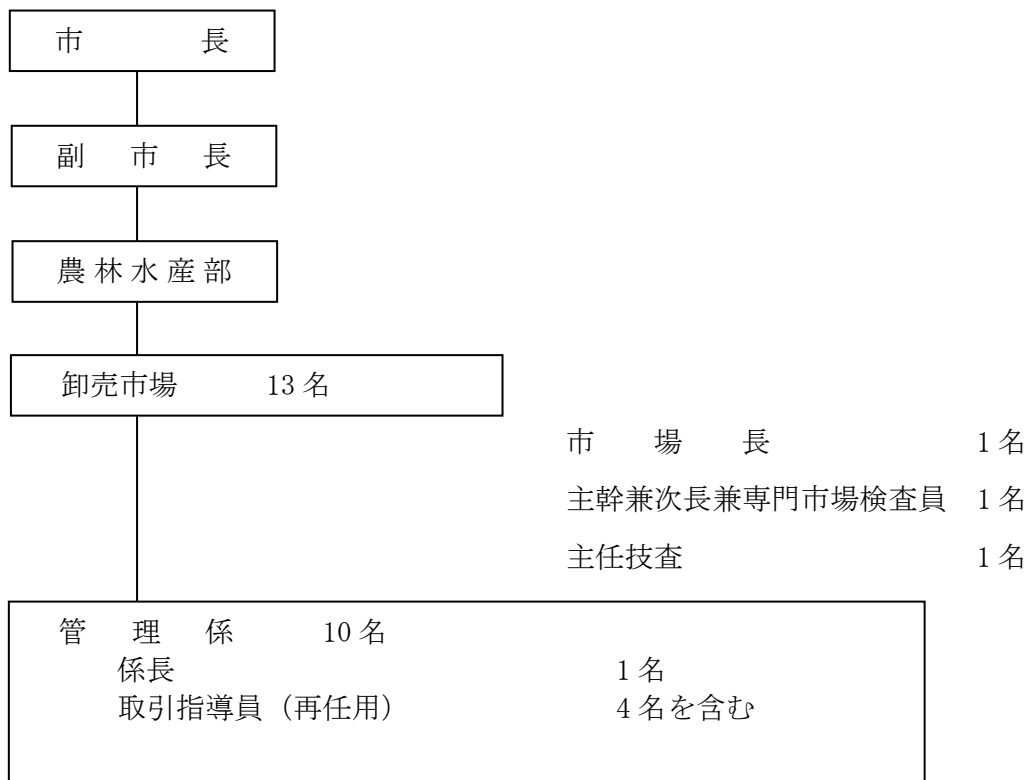 市長
副市長
農林水産部
卸売市場 13名
市場長 1名
主幹兼次長兼専門市場検査員 1名
主任技査 1名
管理係 10名
係長 1名
取引指導員（再任用） 4名を含む